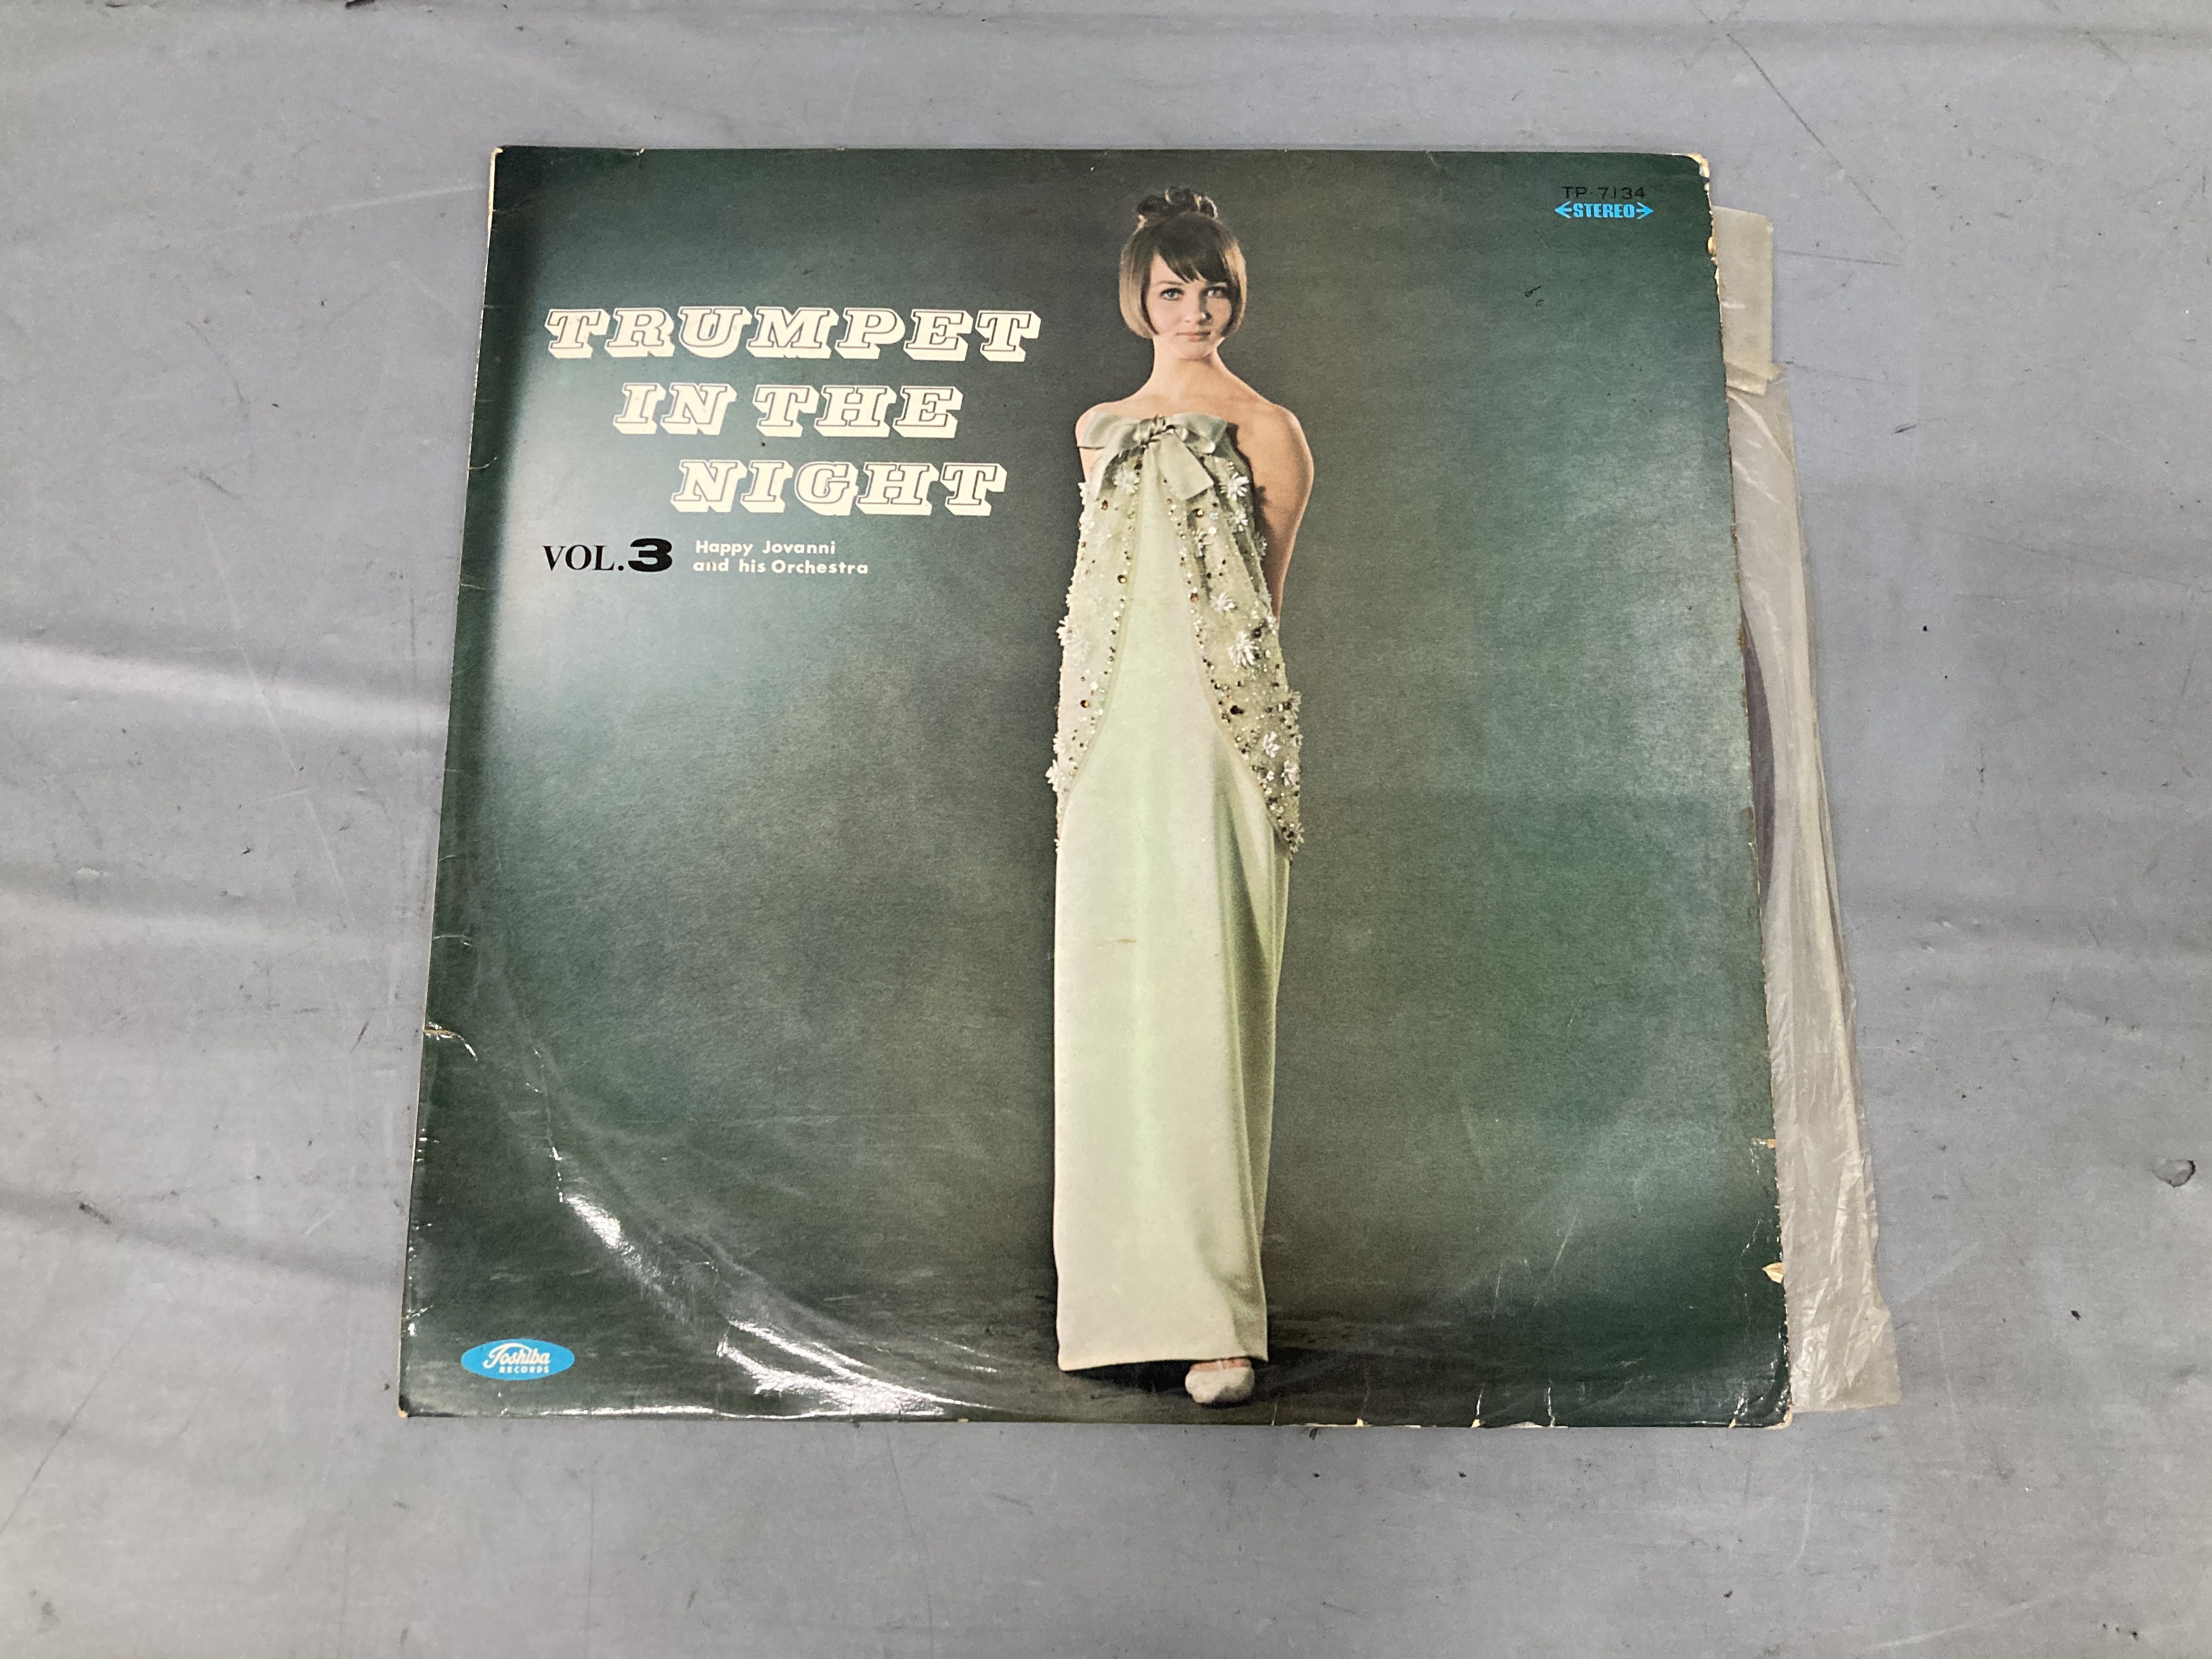 TP-7134
STEREO
TRUMPET
IN THE
NIGHT
VOL.3
Happy Jovanni
and his Orchestra
Toshiba
RECORDS